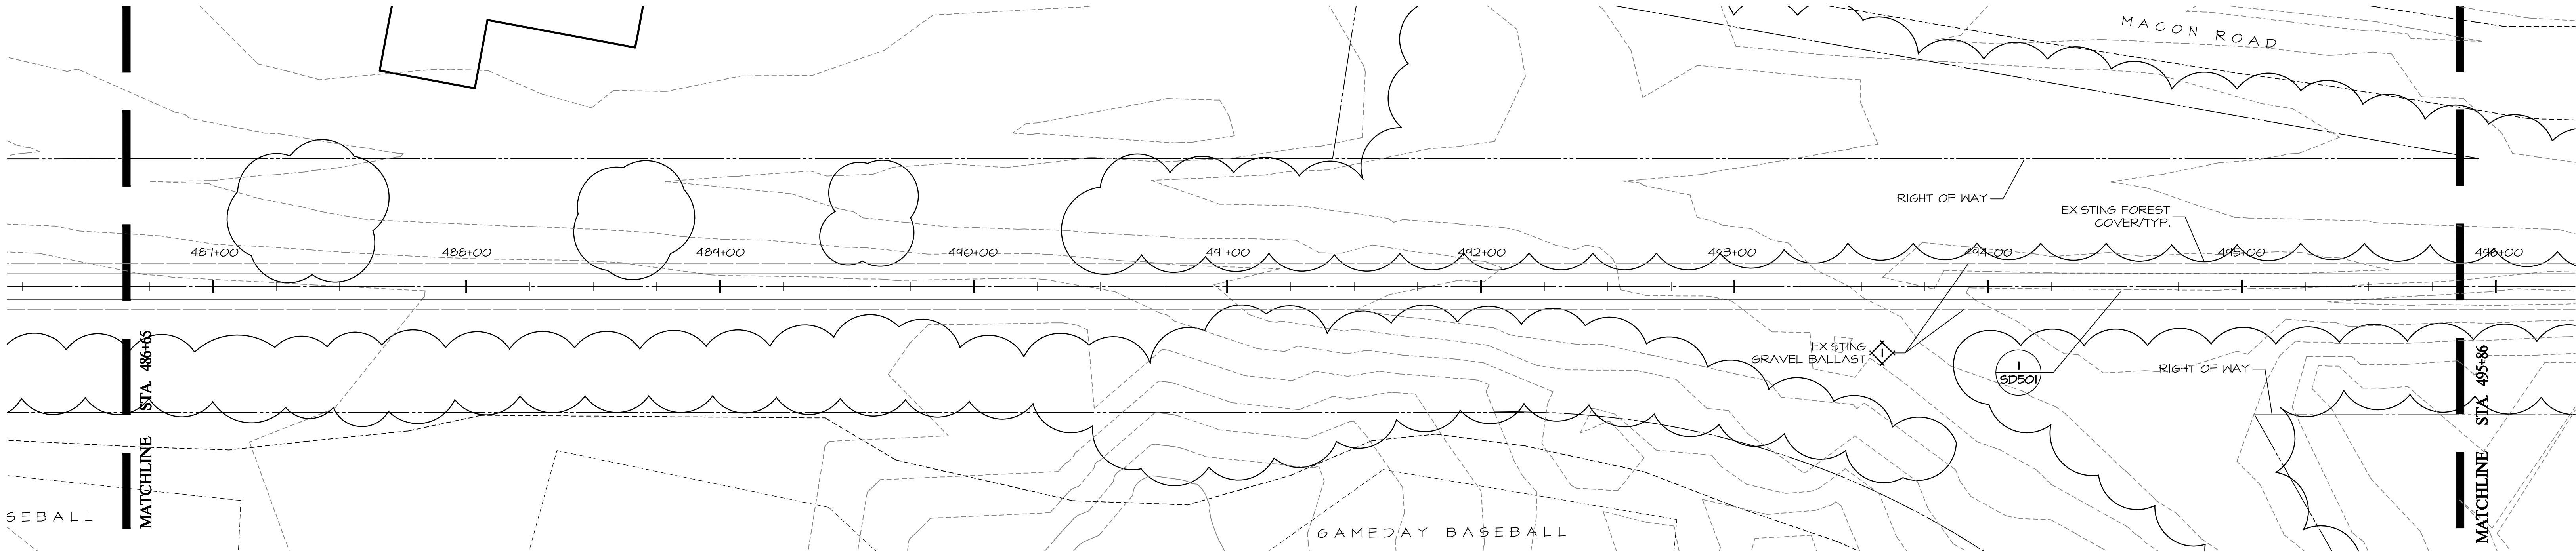 MACON ROAD
RIGHT OF WAY
EXISTING FOREST
COVER/TYP.
487+00 488+00 489+00 490+00 491+00 492+00 493+00 494+00 495+00 496+00
EXISTING
GRAVEL BALLAST
1
1
SD501
RIGHT OF WAY
MATCHLINE STA. 486+65
MATCHLINE STA. 495+86
SEBALL
GAMEDAY BASEBALL